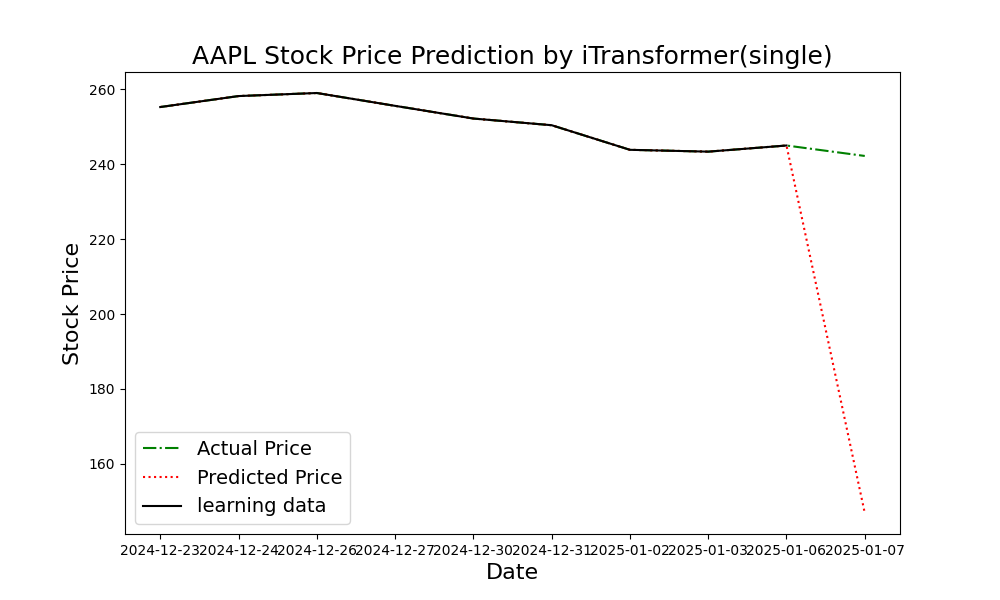 AAPL Stock Price Prediction by iTransformer(single)
260
240
220
200
180
160
Stock Price
Actual Price
Predicted Price
learning data
2024-12-23 2024-12-24 2024-12-26 2024-12-27 2024-12-30 2024-12-31 2025-01-02 2025-01-03 2025-01-06 2025-01-07
Date